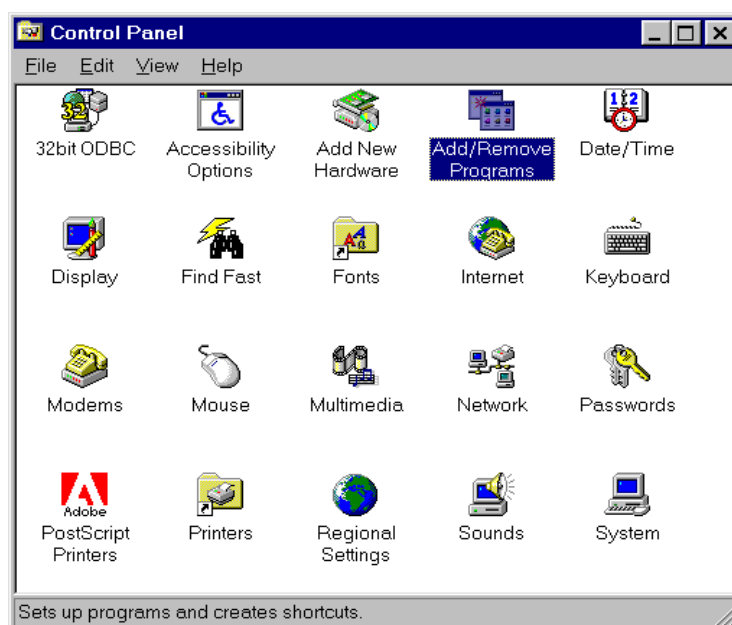 Control Panel
File Edit View Help
32bit ODBC
Accessibility
Options
Add New
Hardware
Add/Remove
Programs
Date/Time
Display
Find Fast
Fonts
Internet
Keyboard
Modems
Mouse
Multimedia
Network
Passwords
Adobe
PostScript
Printers
Printers
Regional
Settings
Sounds
System
Sets up programs and creates shortcuts.